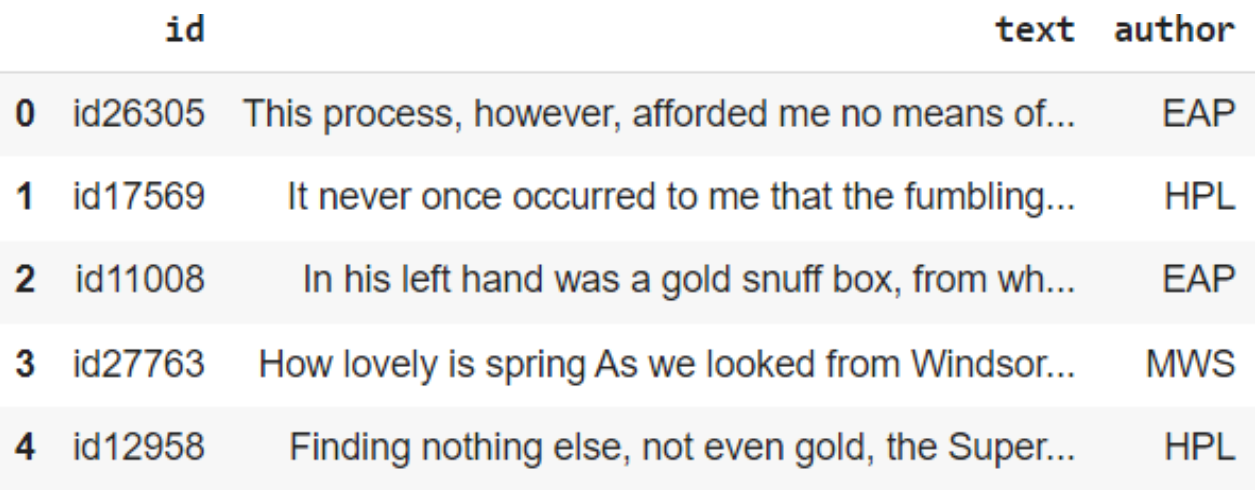 id text author
0 id26305 This process, however, afforded me no means of... EAP
1 id17569 It never once occurred to me that the fumbling... HPL
2 id11008 In his left hand was a gold snuff box, from wh... EAP
3 id27763 How lovely is spring As we looked from Windsor... MWS
4 id12958 Finding nothing else, not even gold, the Super... HPL